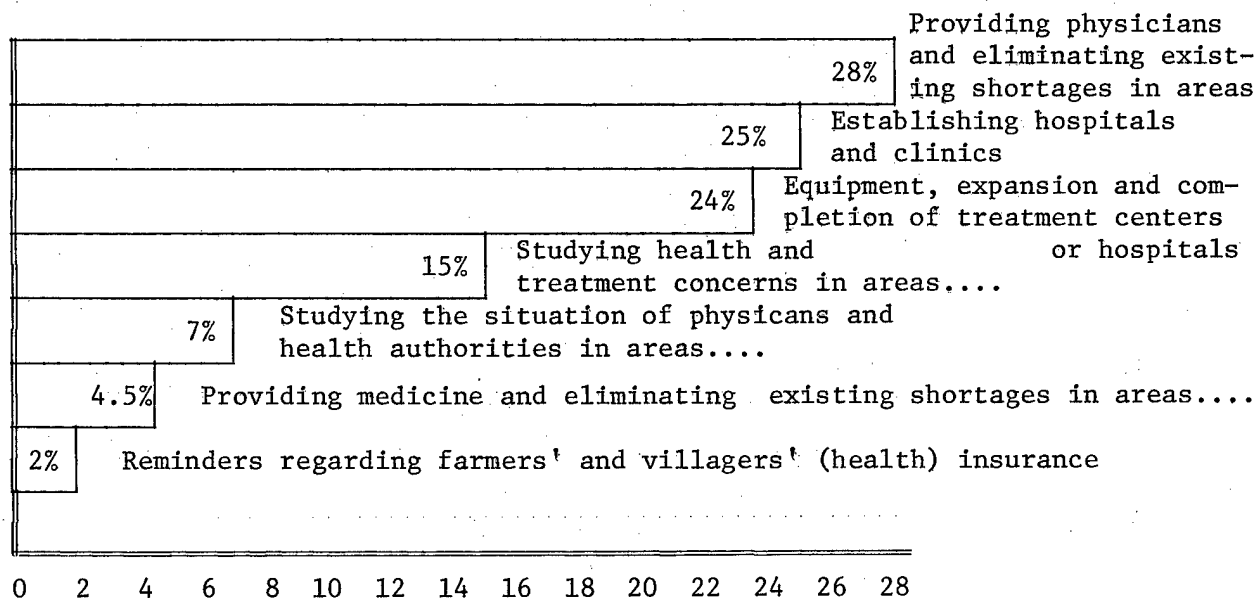 Providing physicians
28% and eliminating exist-
ing shortages in areas
25% Establishing hospitals
and clinics
24% Equipment, expansion and com-
pletion of treatment centers
or hospitals
15% Studying health and
treatment concerns in areas....
7% Studying the situation of physicans and
health authorities in areas....
4.5% Providing medicine and eliminating existing shortages in areas....
2% Reminders regarding farmers' and villagers' (health) insurance
0 2 4 6 8 10 12 14 16 18 20 22 24 26 28